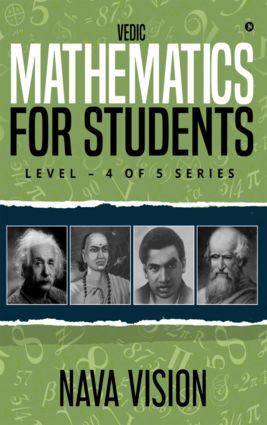 VEDIC
MATHEMATICS
FOR STUDENTS
LEVEL – 4 OF 5 SERIES
NAVA VISION